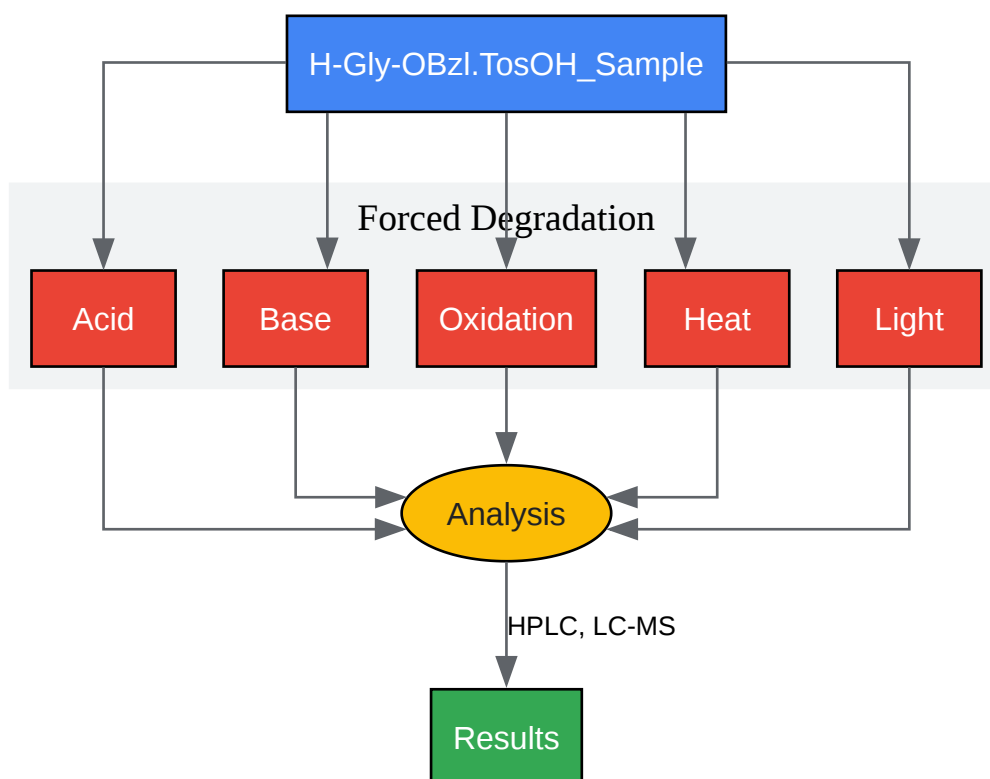 H-Gly-OBzl.TosOH_Sample
Forced Degradation
Acid
Base
Oxidation
Heat
Light
Analysis
HPLC, LC-MS
Results